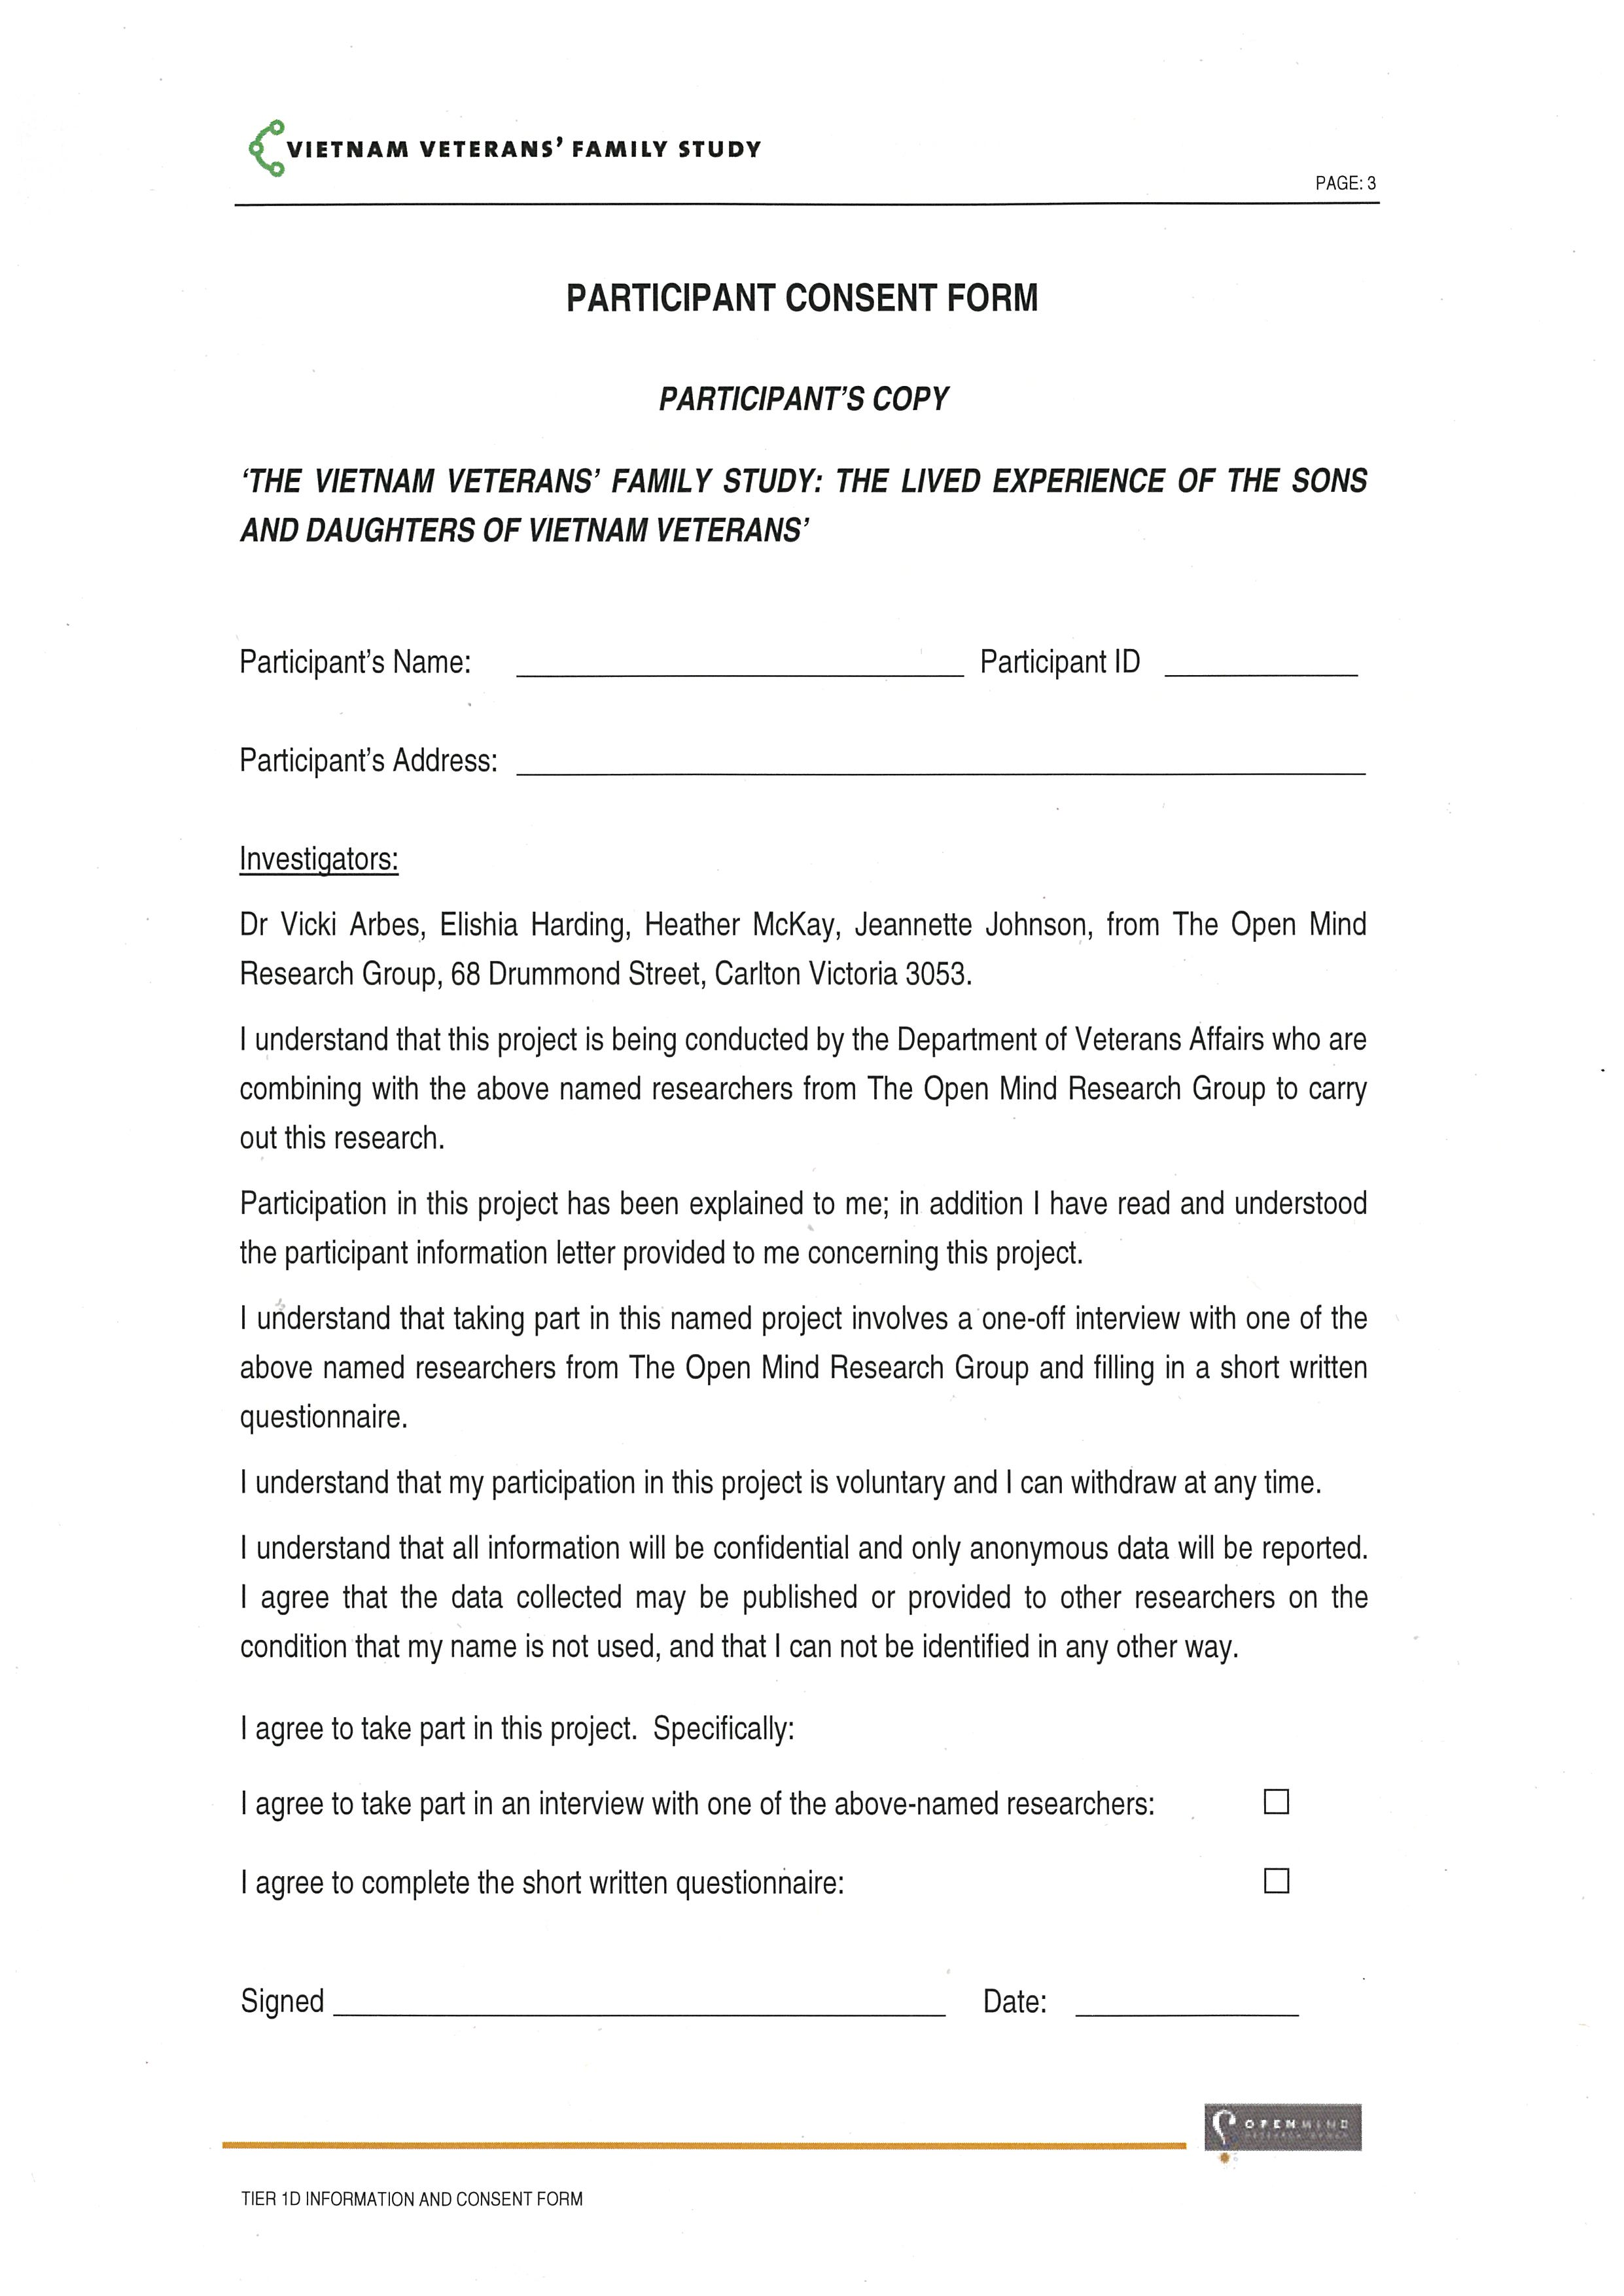 VIETNAM VETERANS' FAMILY STUDY
PAGE: 3
PARTICIPANT CONSENT FORM
PARTICIPANT'S COPY
'THE VIETNAM VETERANS' FAMILY STUDY: THE LIVED EXPERIENCE OF THE SONS
AND DAUGHTERS OF VIETNAM VETERANS'
Participant's Name: Participant ID
Participant's Address:
Investigators:
Dr Vicki Arbes, Elishia Harding, Heather McKay, Jeannette Johnson, from The Open Mind
Research Group, 68 Drummond Street, Carlton Victoria 3053.
I understand that this project is being conducted by the Department of Veterans Affairs who are
combining with the above named researchers from The Open Mind Research Group to carry
out this research.
Participation in this project has been explained to me; in addition I have read and understood
the participant information letter provided to me concerning this project.
I understand that taking part in this named project involves a one-off interview with one of the
above named researchers from The Open Mind Research Group and filling in a short written
questionnaire.
I understand that my participation in this project is voluntary and I can withdraw at any time.
I understand that all information will be confidential and only anonymous data will be reported.
I agree that the data collected may be published or provided to other researchers on the
condition that my name is not used, and that I can not be identified in any other way.
I agree to take part in this project. Specifically:
I agree to take part in an interview with one of the above-named researchers:
I agree to complete the short written questionnaire:
Signed Date:
OPENMIND
RESEARCH GROUP
TIER 1D INFORMATION AND CONSENT FORM